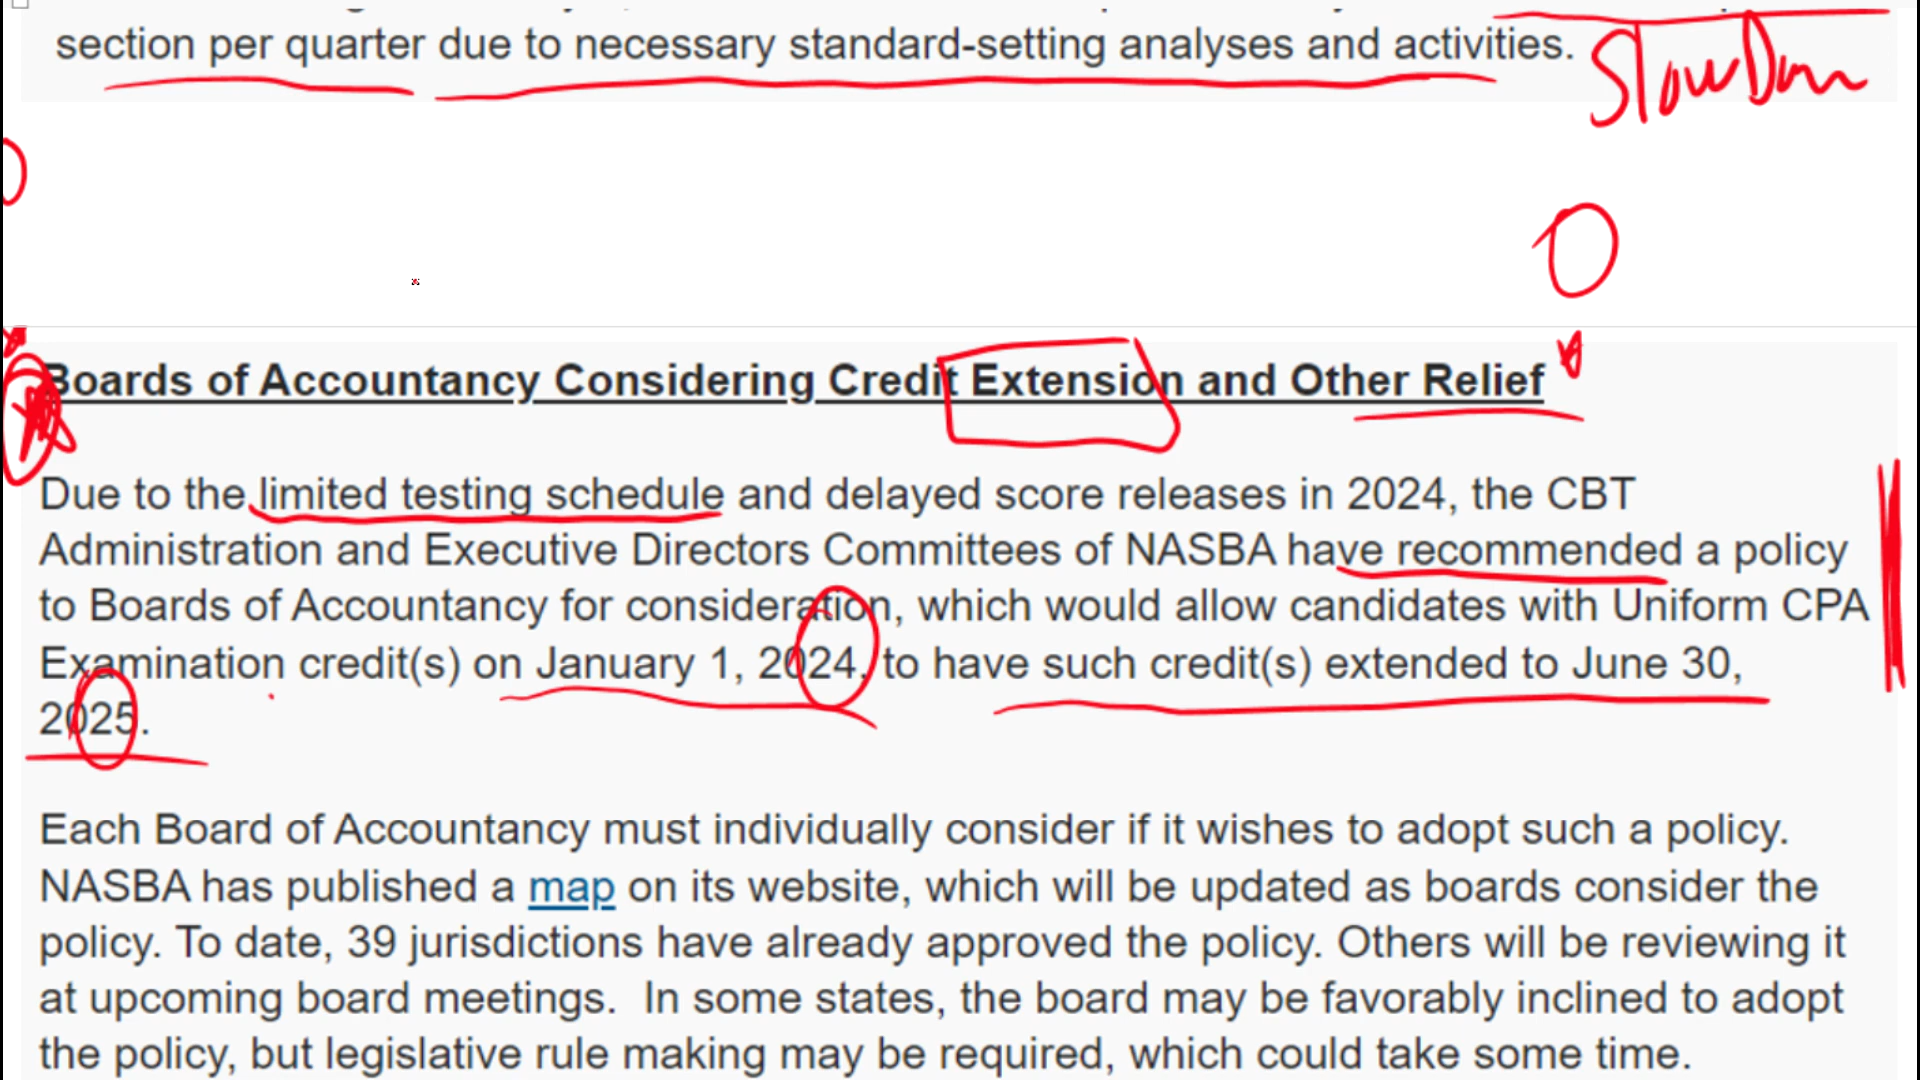 section per quarter due to necessary standard-setting analyses and activities.
SlowDown
Boards of Accountancy Considering Credit Extension and Other Relief
Due to the limited testing schedule and delayed score releases in 2024, the CBT
Administration and Executive Directors Committees of NASBA have recommended a policy
to Boards of Accountancy for consideration, which would allow candidates with Uniform CPA
Examination credit(s) on January 1, 2024, to have such credit(s) extended to June 30,
2025.
Each Board of Accountancy must individually consider if it wishes to adopt such a policy.
NASBA has published a map on its website, which will be updated as boards consider the
policy. To date, 39 jurisdictions have already approved the policy. Others will be reviewing it
at upcoming board meetings.  In some states, the board may be favorably inclined to adopt
the policy, but legislative rule making may be required, which could take some time.